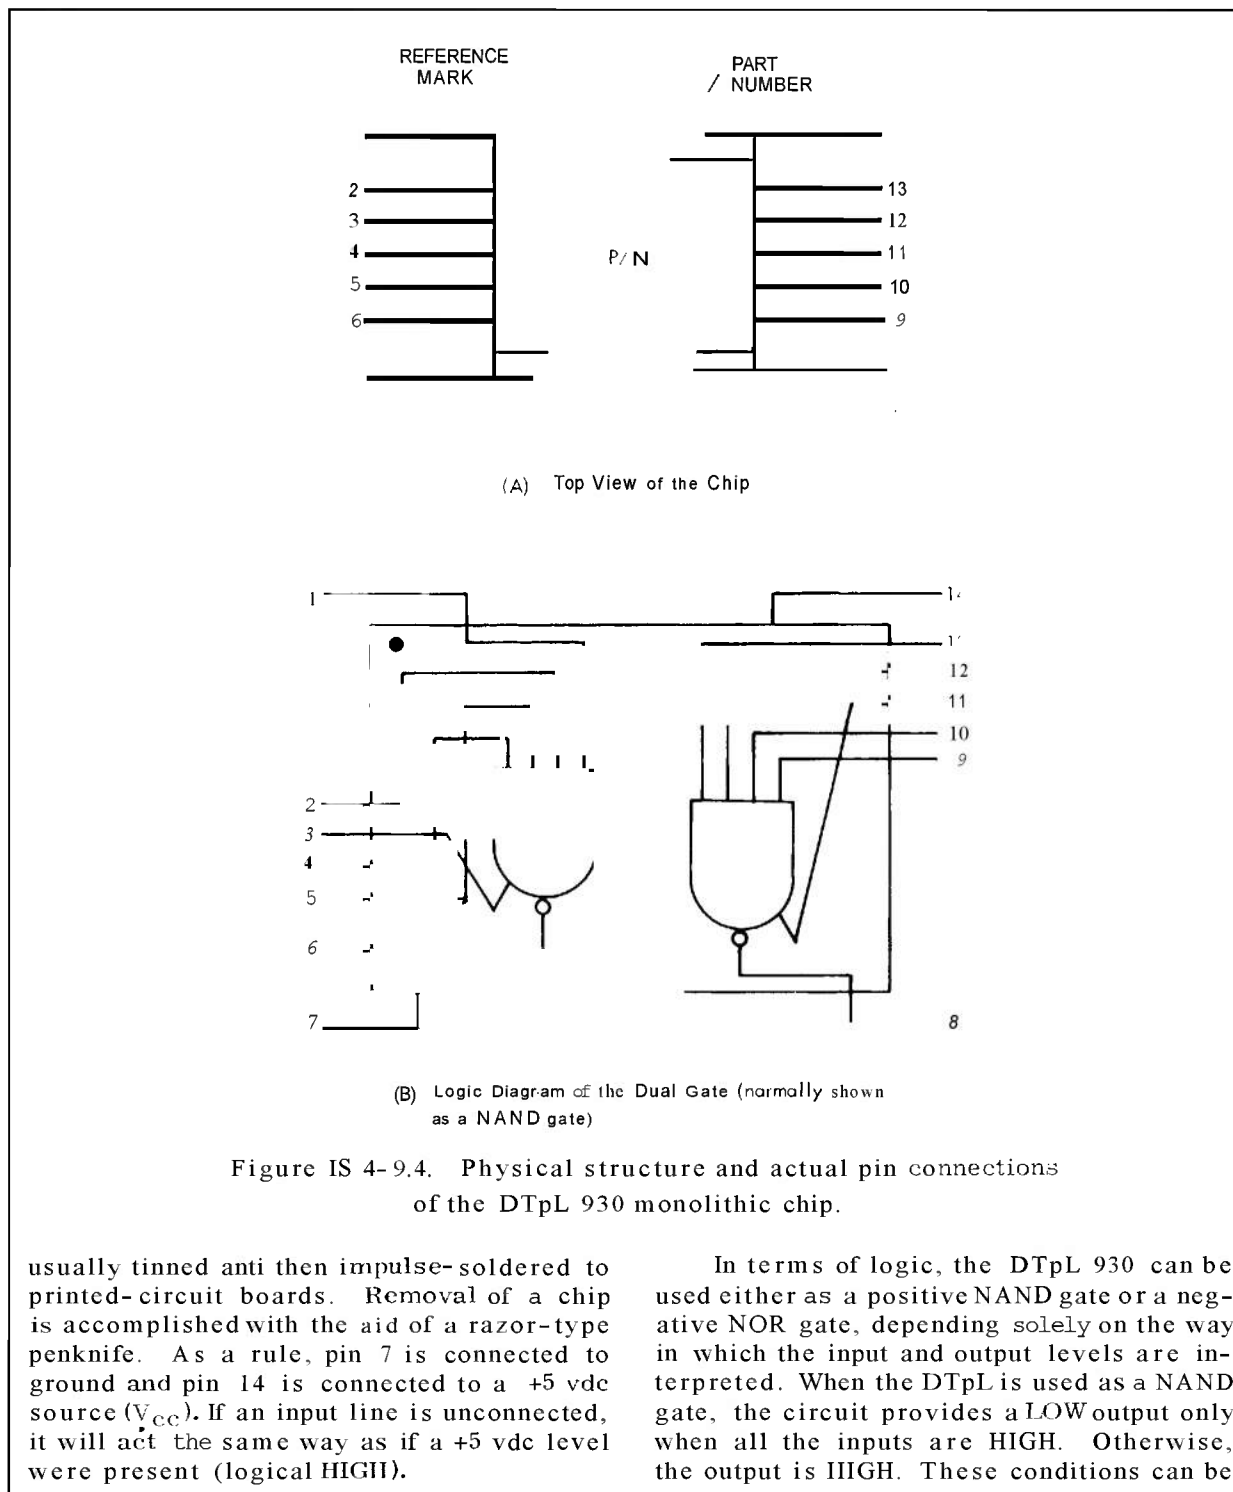 REFERENCE
MARK
PART
/ NUMBER
2
3
4
5
6
P/N
13
12
11
10
9
(A) Top View of the Chip
1
2
3
4
5
6
7
12
11
10
9
8
(B) Logic Diagram of the Dual Gate (normally shown
as a NAND gate)
Figure IS 4-9.4. Physical structure and actual pin connections
of the DTpL 930 monolithic chip.
usually tinned anti then impulse-soldered to
printed-circuit boards. Removal of a chip
is accomplished with the aid of a razor-type
penknife. As a rule, pin 7 is connected to
ground and pin 14 is connected to a +5 vdc
source (Vcc). If an input line is unconnected,
it will act the same way as if a +5 vdc level
were present (logical HIGII).
In terms of logic, the DTpL 930 can be
used either as a positive NAND gate or a neg-
ative NOR gate, depending solely on the way
in which the input and output levels are in-
terpreted. When the DTpL is used as a NAND
gate, the circuit provides a LOW output only
when all the inputs are HIGH. Otherwise,
the output is IIIGH. These conditions can be